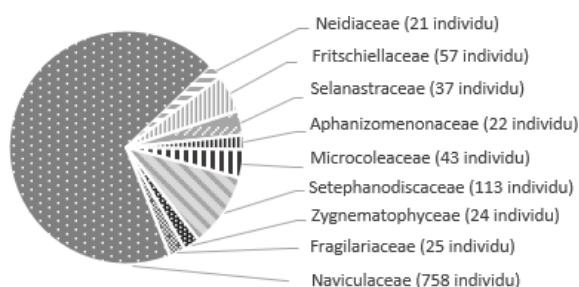 Neidiaceae (21 individu)
Fritschiellaceae (57 individu)
Selanastraceae (37 individu)
Aphanizomenonaceae (22 individu)
Microcoleaceae (43 individu)
Setephanodiscaceae (113 individu)
Zygnematophyceae (24 individu)
Fragilariaceae (25 individu)
Naviculaceae (758 individu)